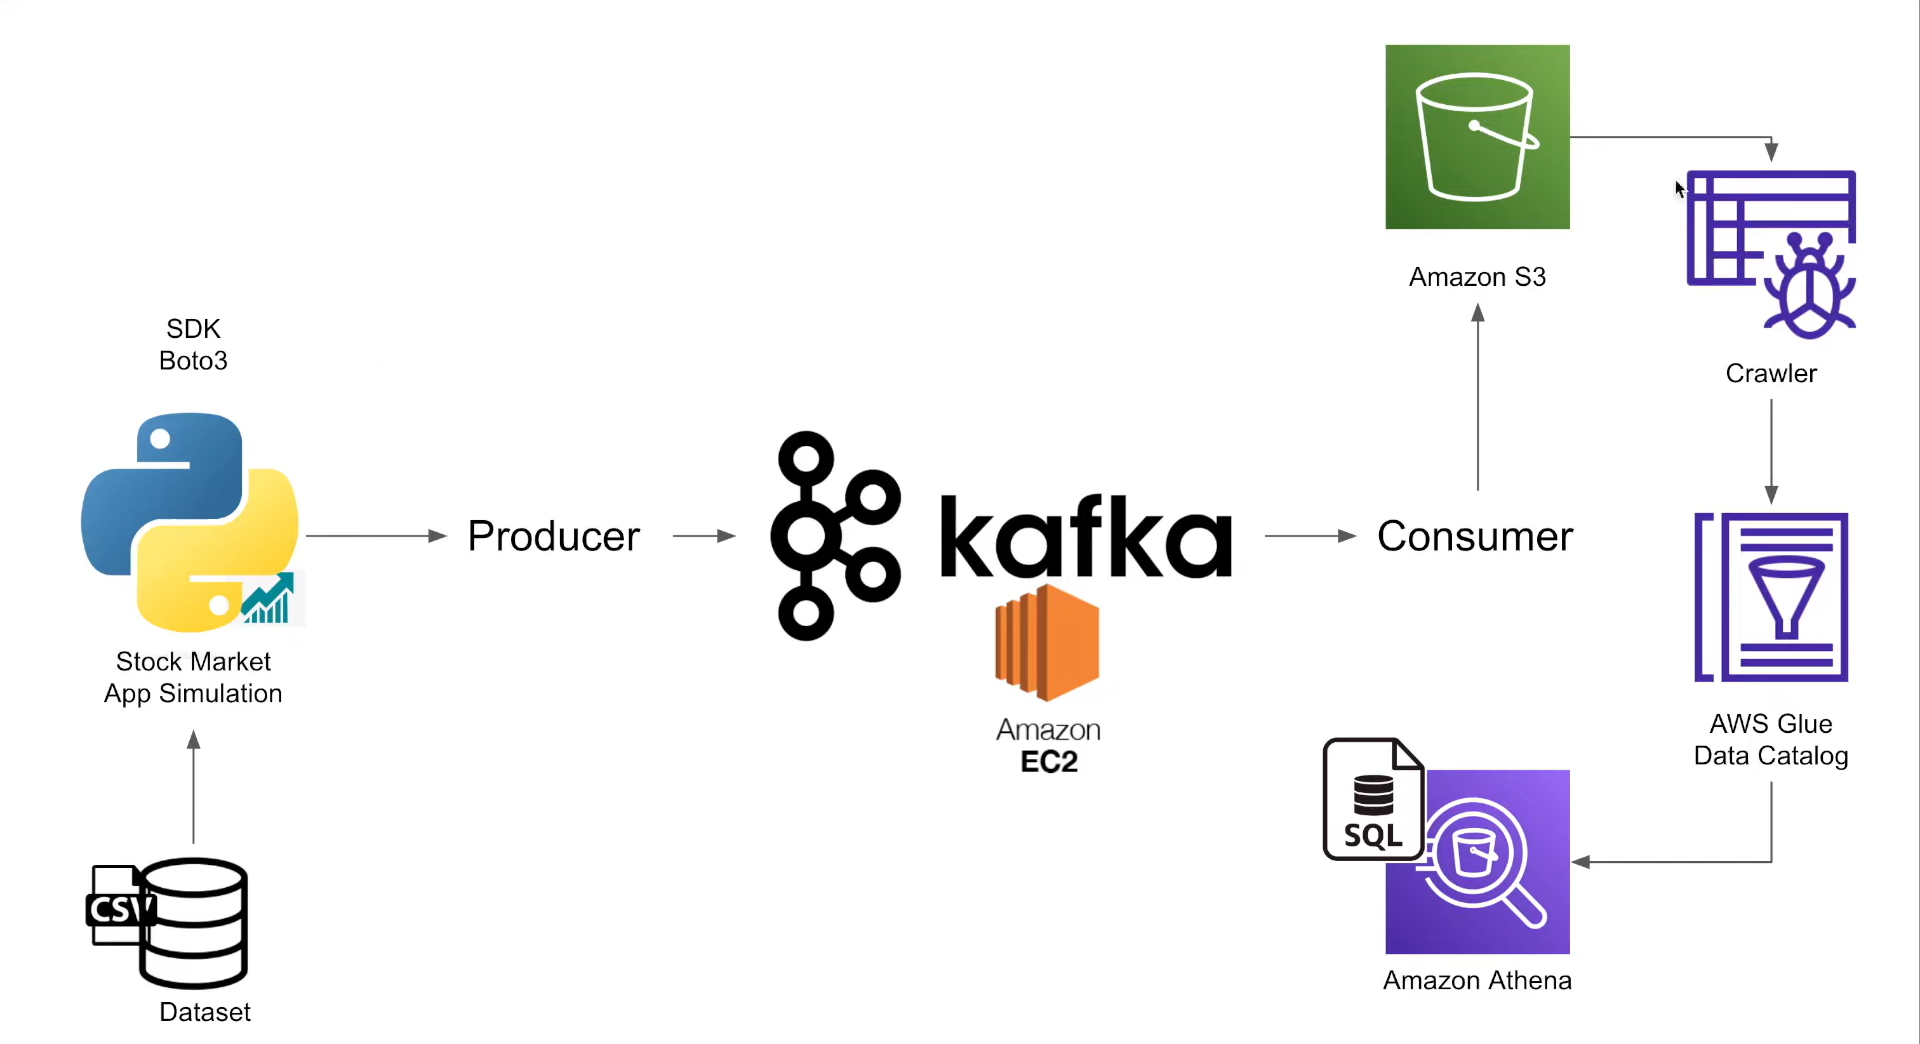 SDK
Boto3
Stock Market
App Simulation
CSV
Dataset
Producer
kafka
Amazon
EC2
Consumer
Amazon S3
Crawler
AWS Glue
Data Catalog
SQL
Amazon Athena